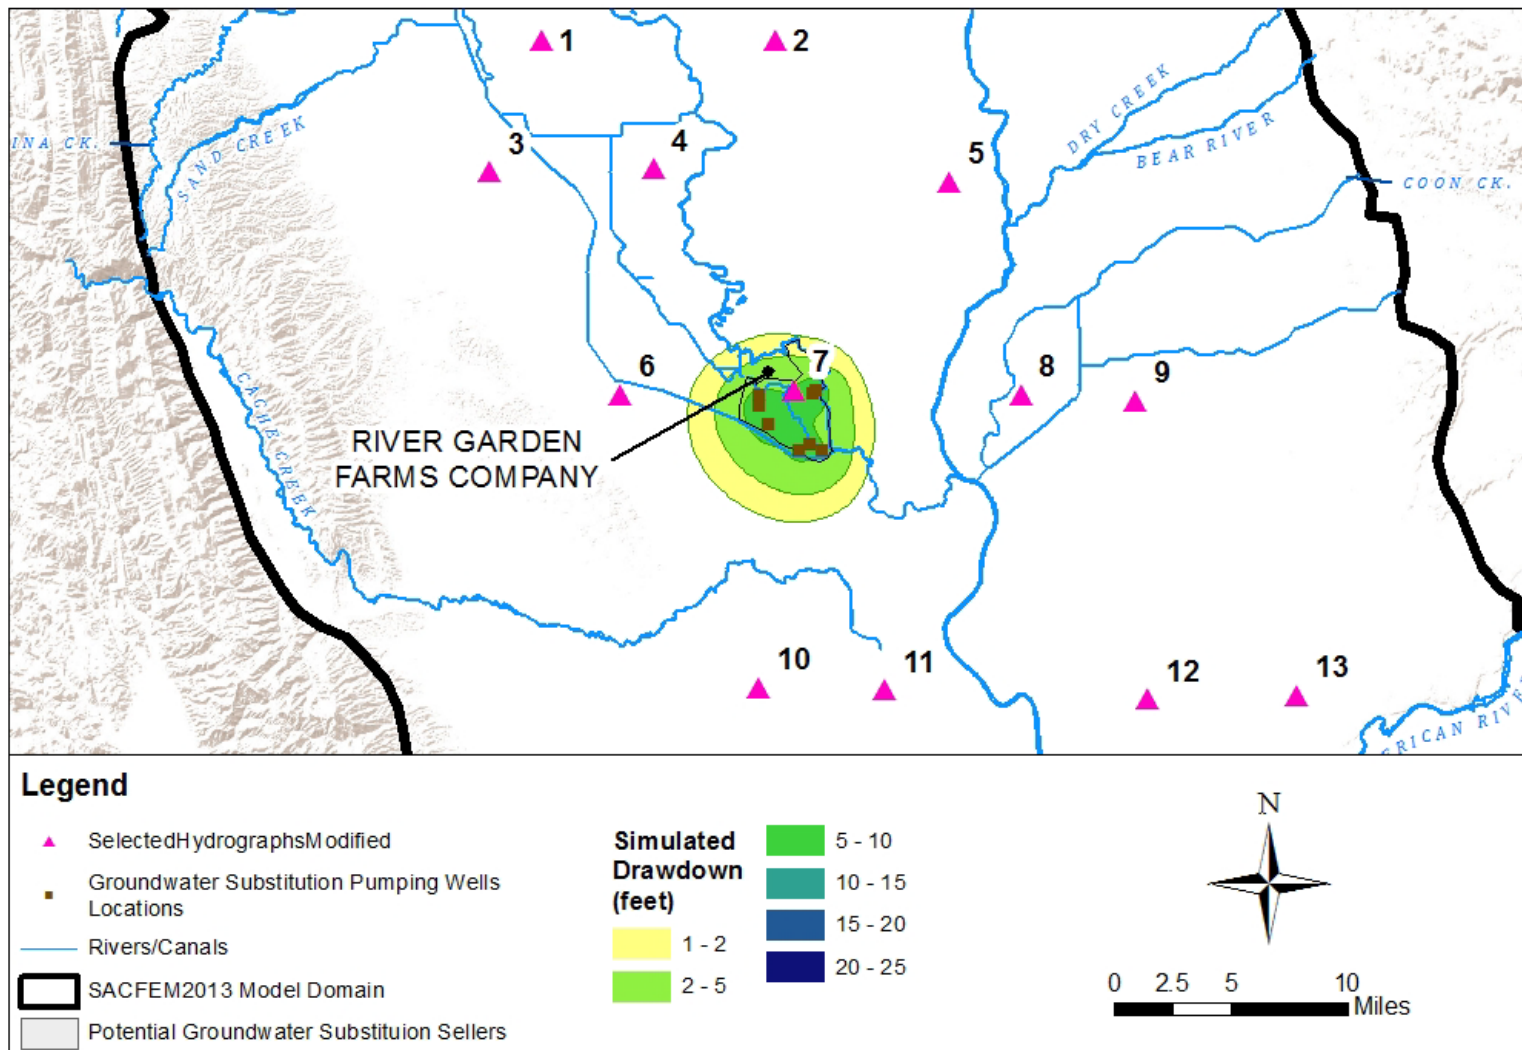 1
2
3
4
5
DRY CREEK
BEAR RIVER
COON CK.
INA CK.
SAND CREEK
6
7
8
9
CACHE CREEK
RIVER GARDEN
FARMS COMPANY
10
11
12
13
ERICAN RIVE
Legend
SelectedHydrographsModified
Groundwater Substitution Pumping Wells
Locations
Rivers/Canals
SACFEM2013 Model Domain
Potential Groundwater Substituion Sellers
Simulated
Drawdown
(feet)
1 - 2
2 - 5
5 - 10
10 - 15
15 - 20
20 - 25
N
0 2.5 5 10
Miles